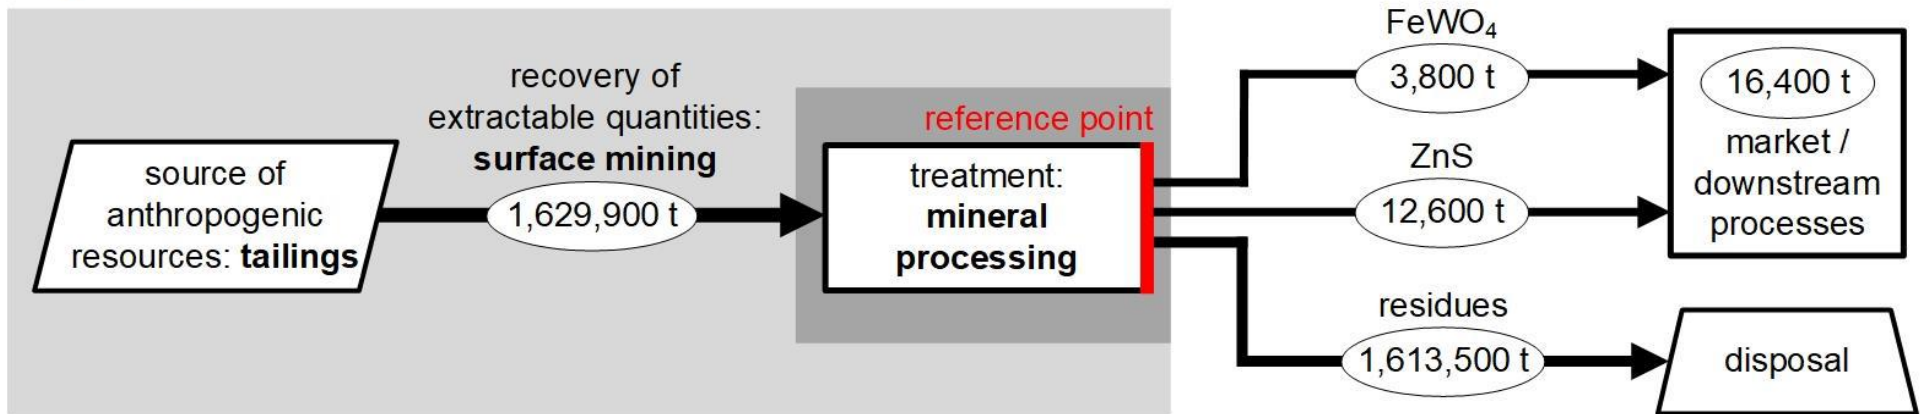 source of
anthropogenic
resources: tailings
recovery of
extractable quantities:
surface mining
1,629,900 t
reference point
treatment:
mineral
processing
FeWO₄
3,800 t
ZnS
12,600 t
residues
1,613,500 t
16,400 t
market /
downstream
processes
disposal